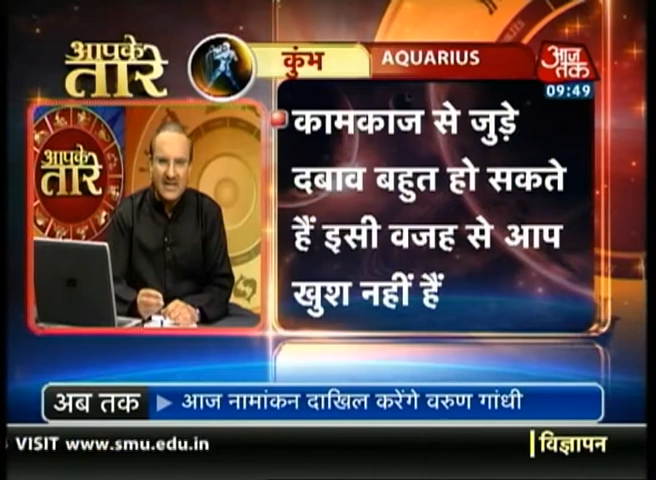 आपके
तारे
कुंभ
AQUARIUS
आज
तक
09:49
आपके
तारे
कामकाज से जुड़े
दबाव बहुत हो सकते
हैं इसी वजह से आप
खुश नहीं हैं
अब तक
आज नामांकन दाखिल करेंगे वरुण गांधी
VISIT www.smu.edu.in
विज्ञापन